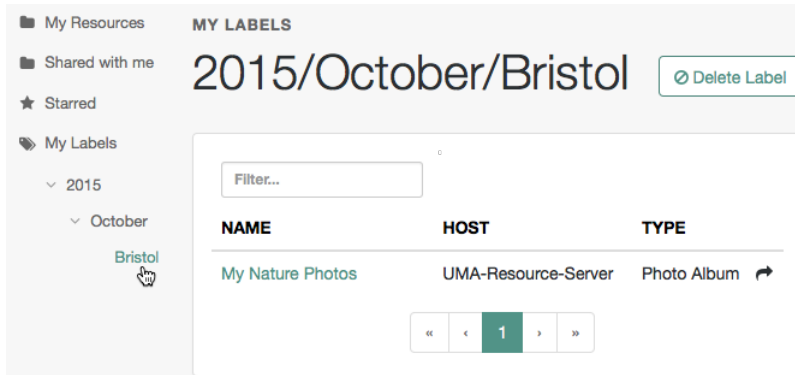 My Resources
Shared with me
Starred
My Labels
2015
October
Bristol
MY LABELS
2015/October/Bristol
Delete Label
Filter...
NAME HOST TYPE
My Nature Photos UMA-Resource-Server Photo Album
« ‹ 1 › »